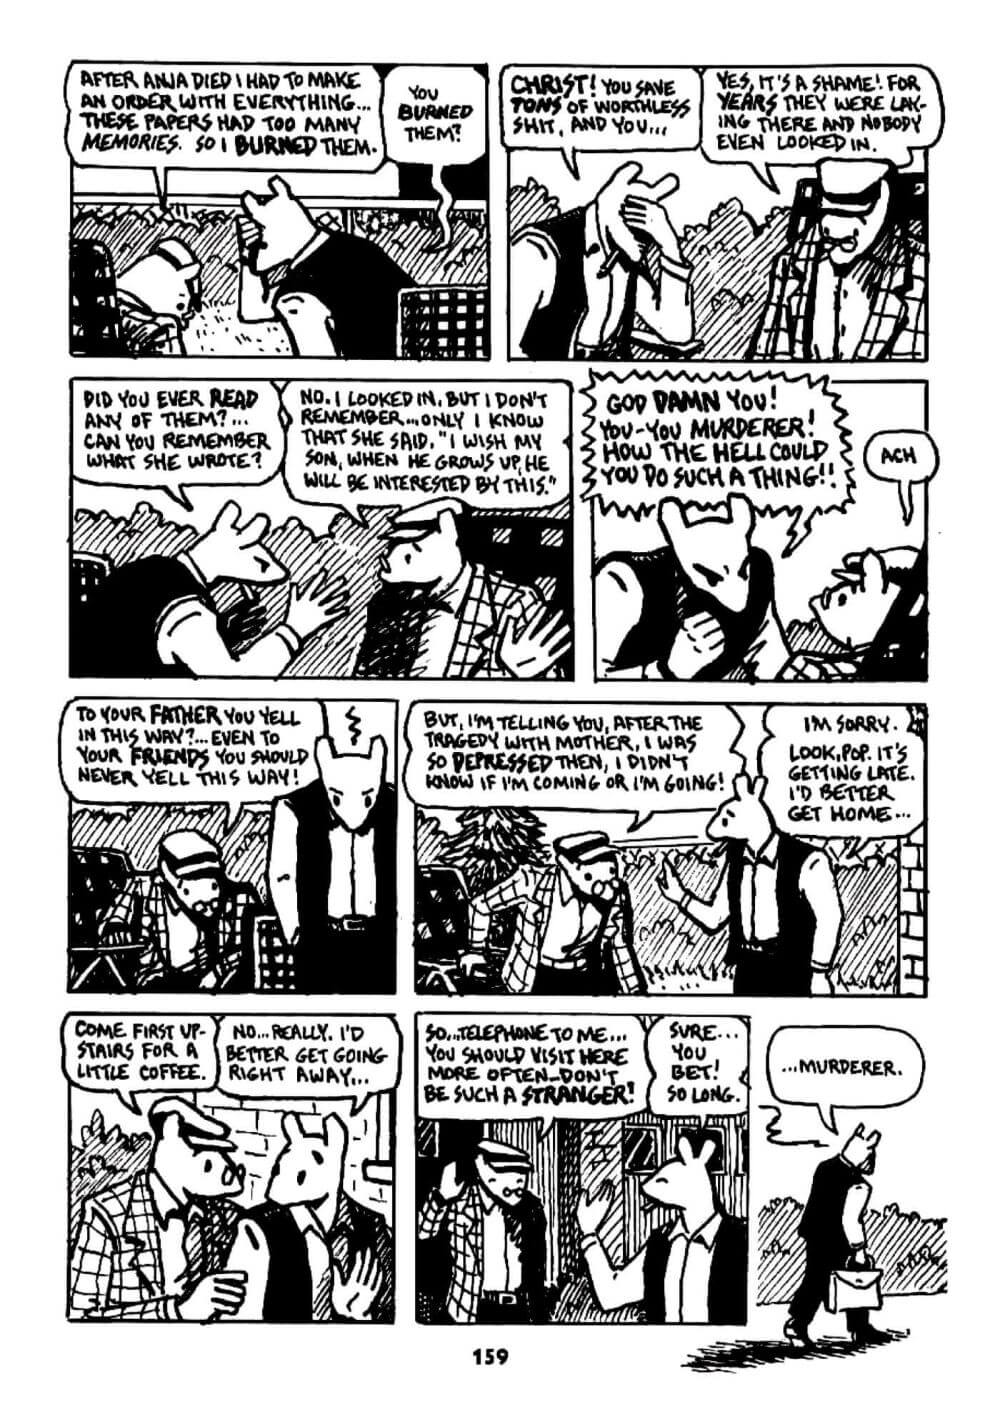 AFTER ANJA DIED I HAD TO MAKE
AN ORDER WITH EVERYTHING...
THESE PAPERS HAD TOO MANY
MEMORIES. SO I BURNED THEM.
YOU
BURNED
THEM?
CHRIST! YOU SAVE
TONS OF WORTHLESS
SHIT, AND YOU...
YES, IT'S A SHAME! FOR
YEARS THEY WERE LAY-
ING THERE AND NOBODY
EVEN LOOKED IN.
DID YOU EVER READ
ANY OF THEM?...
CAN YOU REMEMBER
WHAT SHE WROTE?
NO. I LOOKED IN, BUT I DON'T
REMEMBER... ONLY I KNOW
THAT SHE SAID, "I WISH MY
SON, WHEN HE GROWS UP, HE
WILL BE INTERESTED BY THIS."
GOD DAMN YOU!
YOU-YOU MURDERER!
HOW THE HELL COULD
YOU DO SUCH A THING!!
ACH
TO YOUR FATHER YOU YELL
IN THIS WAY?... EVEN TO
YOUR FRIENDS YOU SHOULD
NEVER YELL THIS WAY!
BUT, I'M TELLING YOU, AFTER THE
TRAGEDY WITH MOTHER, I WAS
SO DEPRESSED THEN, I DIDN'T
KNOW IF I'M COMING OR I'M GOING!
I'M SORRY.
LOOK, POP. IT'S
GETTING LATE.
I'D BETTER
GET HOME...
COME FIRST UP-
STAIRS FOR A
LITTLE COFFEE.
NO... REALLY. I'D
BETTER GET GOING
RIGHT AWAY...
SO...TELEPHONE TO ME...
YOU SHOULD VISIT HERE
MORE OFTEN-DON'T
BE SUCH A STRANGER!
SURE...
YOU
BET!
SO LONG.
...MURDERER.
159